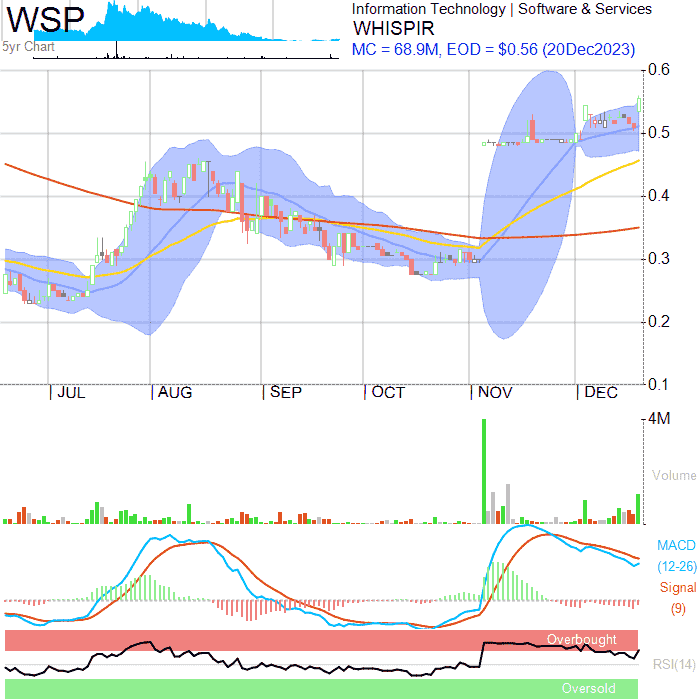 WSP
5yr Chart
Information Technology | Software & Services
WHISPIR
MC = 68.9M, EOD = $0.56 (20Dec2023)
0.6
0.5
0.4
0.3
0.2
0.1
JUL
AUG
SEP
OCT
NOV
DEC
4M
Volume
MACD
(12-26)
Signal
(9)
Overbought
RSI(14)
Oversold